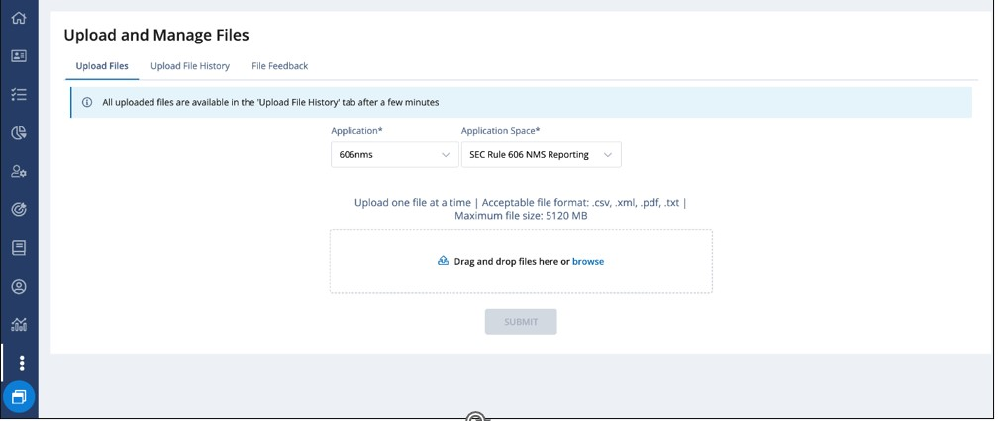 Upload and Manage Files
Upload Files Upload File History File Feedback
All uploaded files are available in the 'Upload File History' tab after a few minutes
Application* Application Space*
606nms SEC Rule 606 NMS Reporting
Upload one file at a time | Acceptable file format: .csv, .xml, .pdf, .txt |
Maximum file size: 5120 MB
Drag and drop files here or browse
SUBMIT